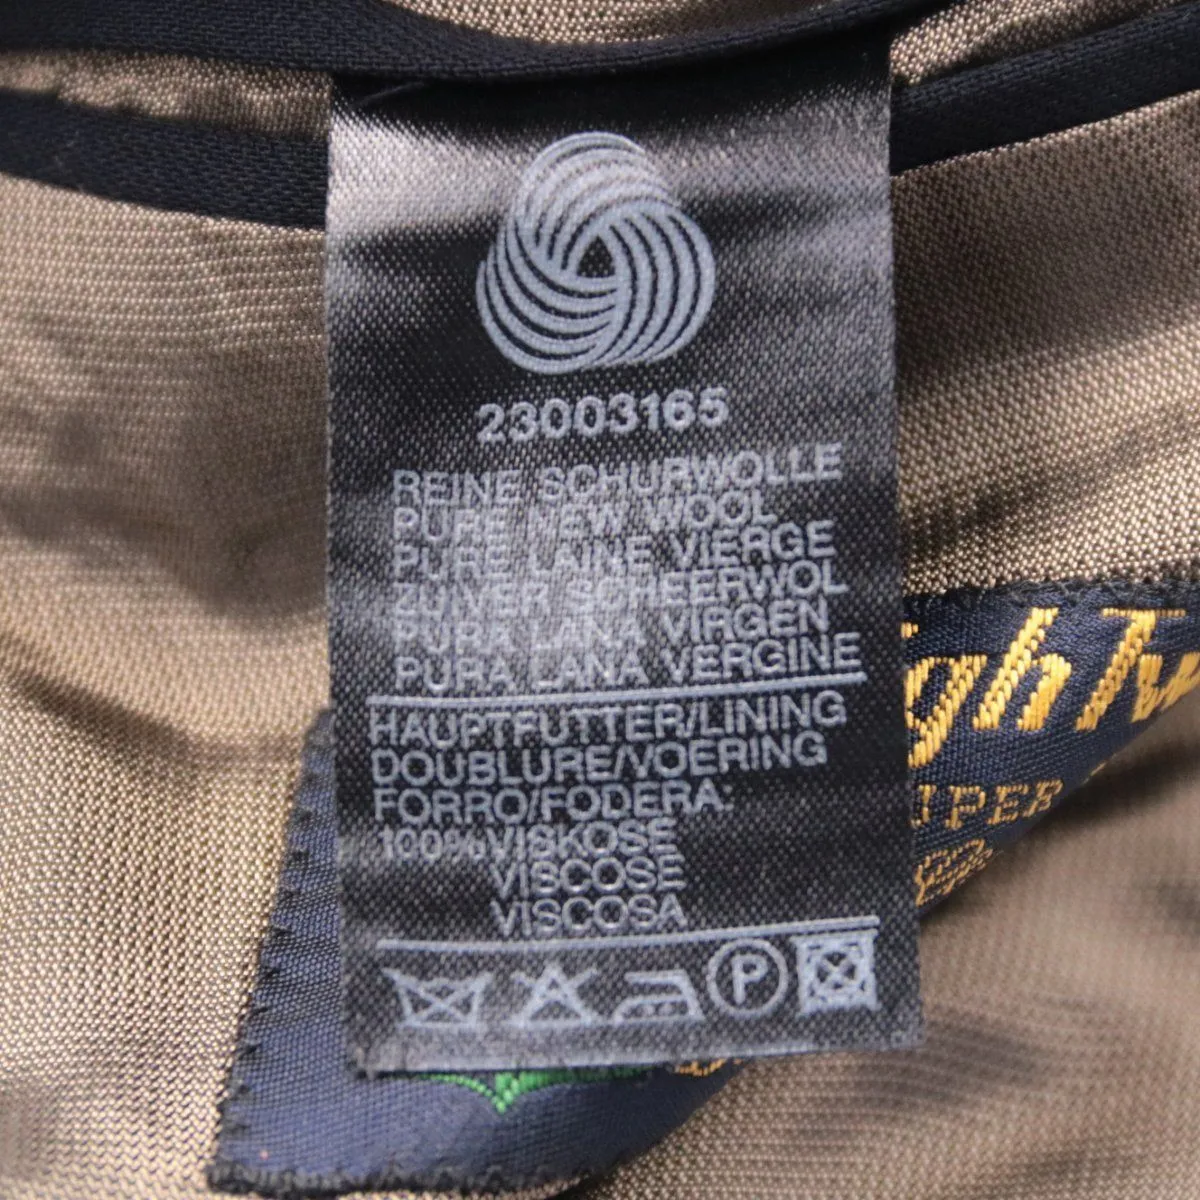 23003165
REINE SCHURWOLLE
PURE NEW WOOL
PURE LAINE VIERGE
ZUIVER SCHEERWOL
PURA LANA VIRGEN
PURA LANA VERGINE
HAUPTFUTTER/LINING
DOUBLURE/VOERING
FORRO/FODERA:
100%VISKOSE
VISCOSE
VISCOSA
P